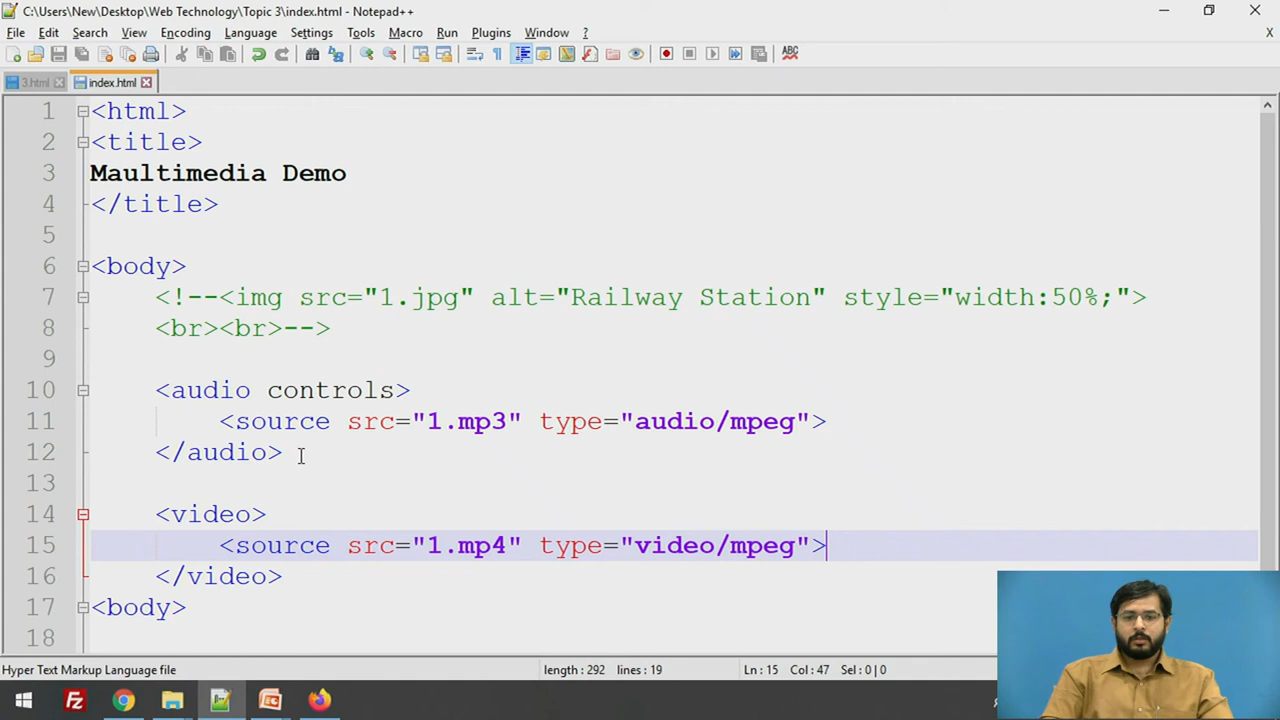 C:\Users\New\Desktop\Web Technology\Topic 3\index.html - Notepad++
File Edit Search View Encoding Language Settings Tools Macro Run Plugins Window ? X
ABC
3.html index.html
1 <html>
2 <title>
3 Maultimedia Demo
4 </title>
5
6 <body>
7 <!--<img src="1.jpg" alt="Railway Station" style="width:50%;">
8 <br><br>-->
9
10 <audio controls>
11 <source src="1.mp3" type="audio/mpeg">
12 </audio>
13
14 <video>
15 <source src="1.mp4" type="video/mpeg">
16 </video>
17 <body>
18
Hyper Text Markup Language file length : 292 lines : 19 Ln : 15 Col : 47 Sel : 0 | 0
Fz